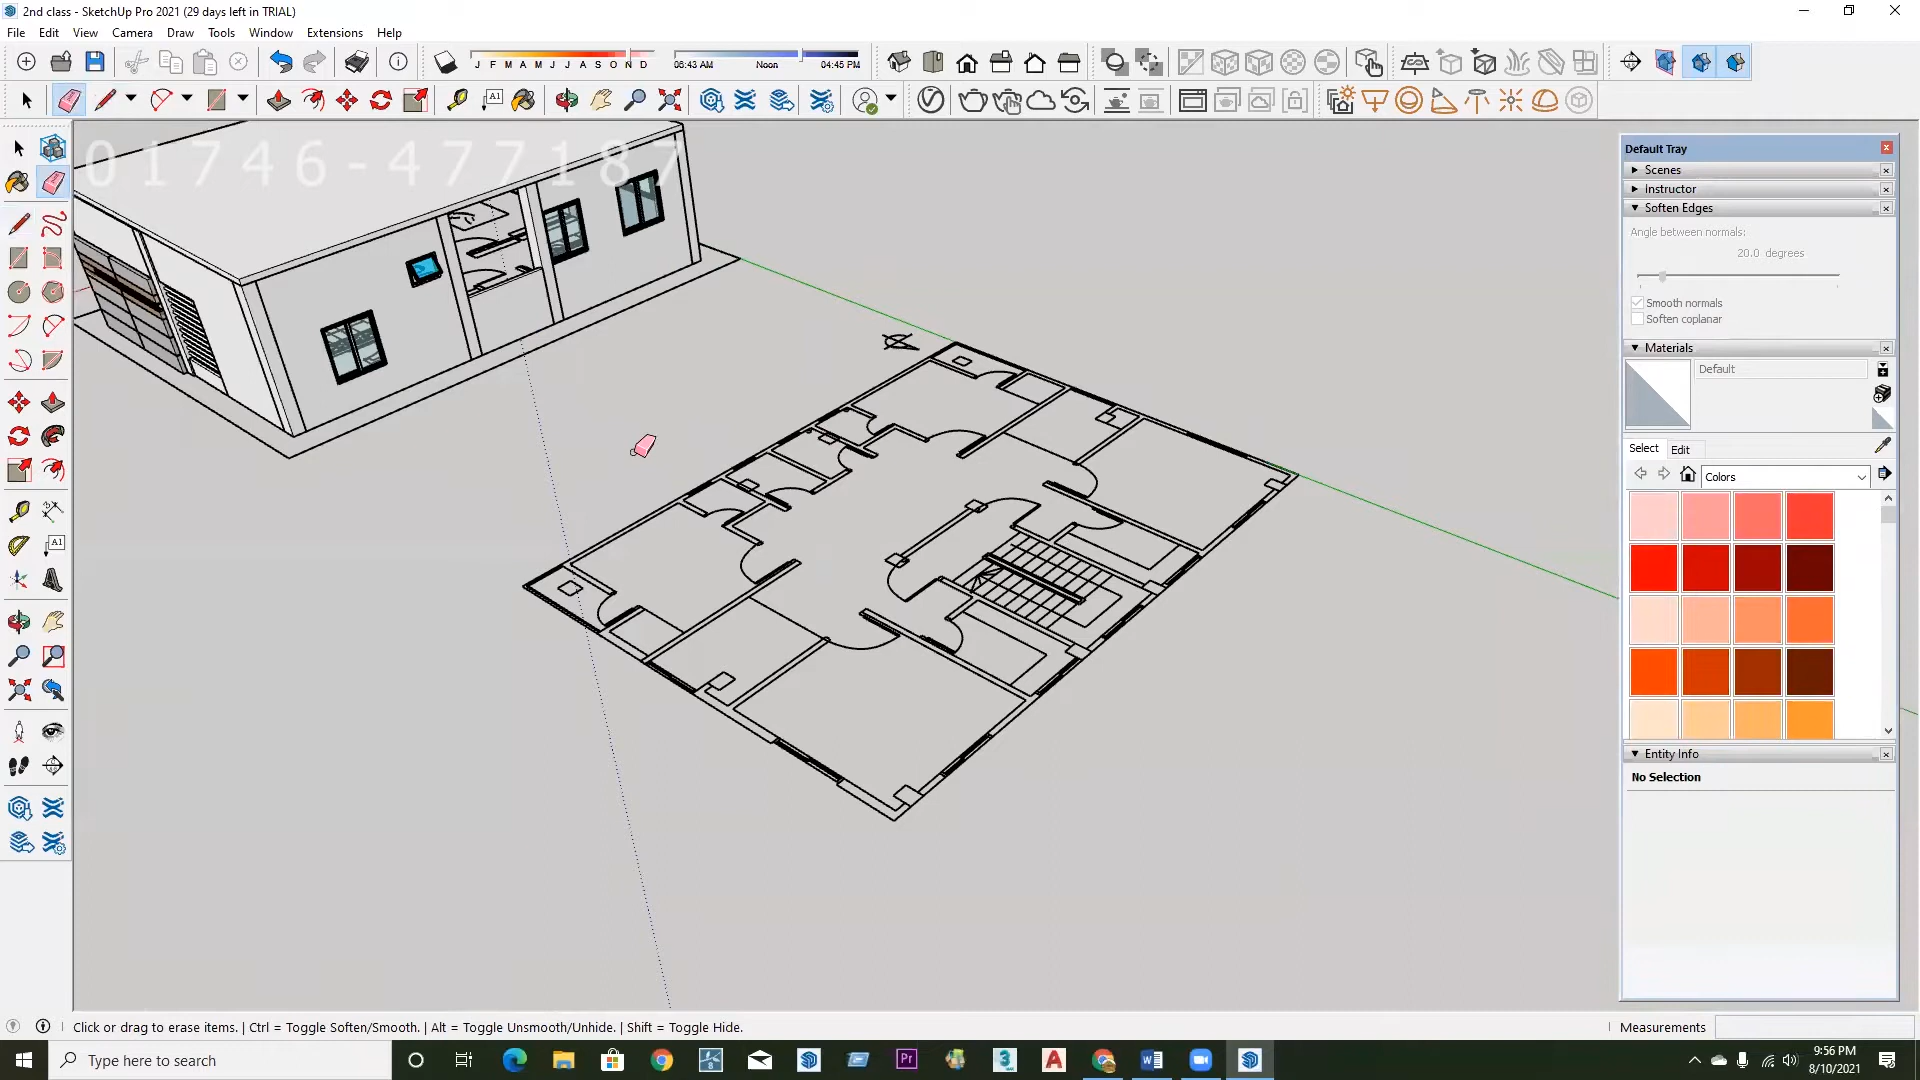 2nd class - SketchUp Pro 2021 (29 days left in TRIAL)
File Edit View Camera Draw Tools Window Extensions Help
J F M A M J J A S O N D 06:43 AM Noon 04:45 PM
A1
01746-477187
Default Tray
Scenes
Instructor
Soften Edges
Angle between normals:
20.0 degrees
Smooth normals
Soften coplanar
Materials
Default
Select Edit
Colors
A1
Entity Info
No Selection
Click or drag to erase items. | Ctrl = Toggle Soften/Smooth. | Alt = Toggle Unsmooth/Unhide. | Shift = Toggle Hide.
Measurements
Type here to search
Pr
3
A
9:56 PM
8/10/2021